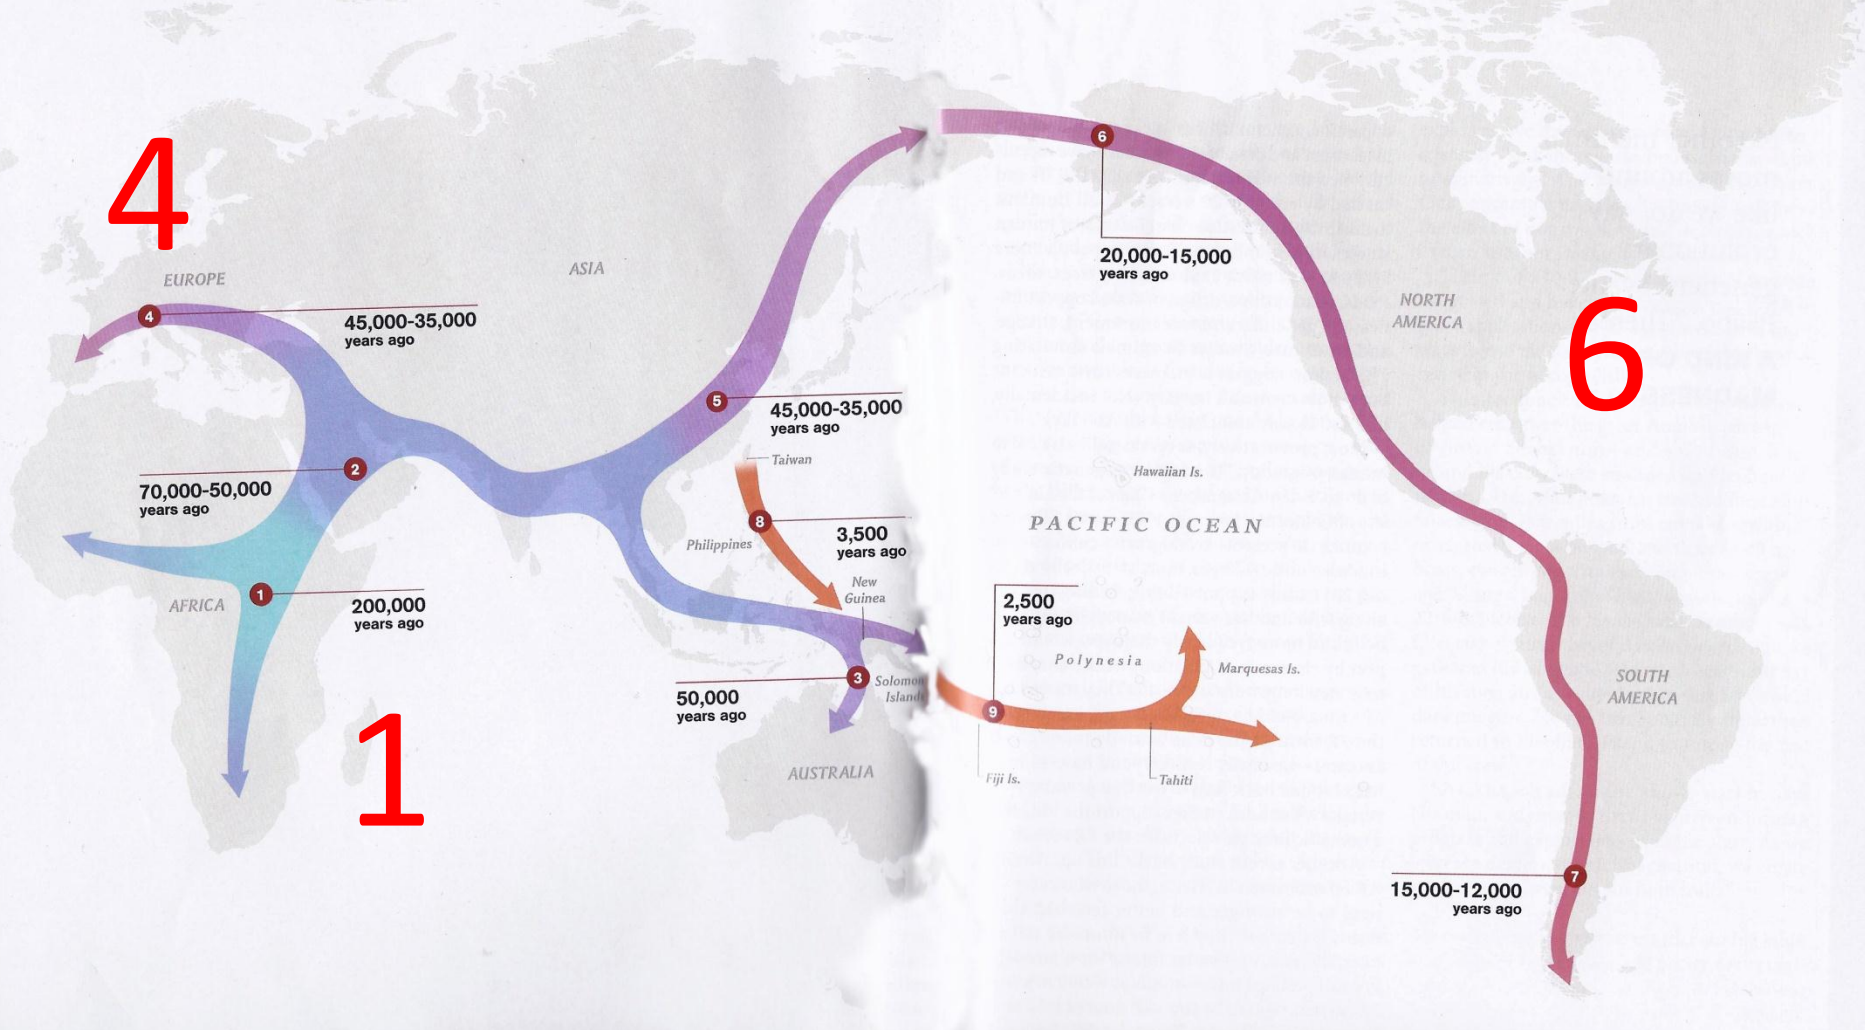 4
EUROPE
ASIA
4
45,000-35,000
years ago
2
70,000-50,000
years ago
1
AFRICA
200,000
years ago
1
5
45,000-35,000
years ago
Taiwan
8
3,500
years ago
Philippines
New
Guinea
3
50,000
years ago
Solomon
Islands
AUSTRALIA
6
20,000-15,000
years ago
NORTH
AMERICA
6
Hawaiian Is.
PACIFIC OCEAN
2,500
years ago
Polynesia
Marquesas Is.
9
Fiji Is.
Tahiti
SOUTH
AMERICA
7
15,000-12,000
years ago